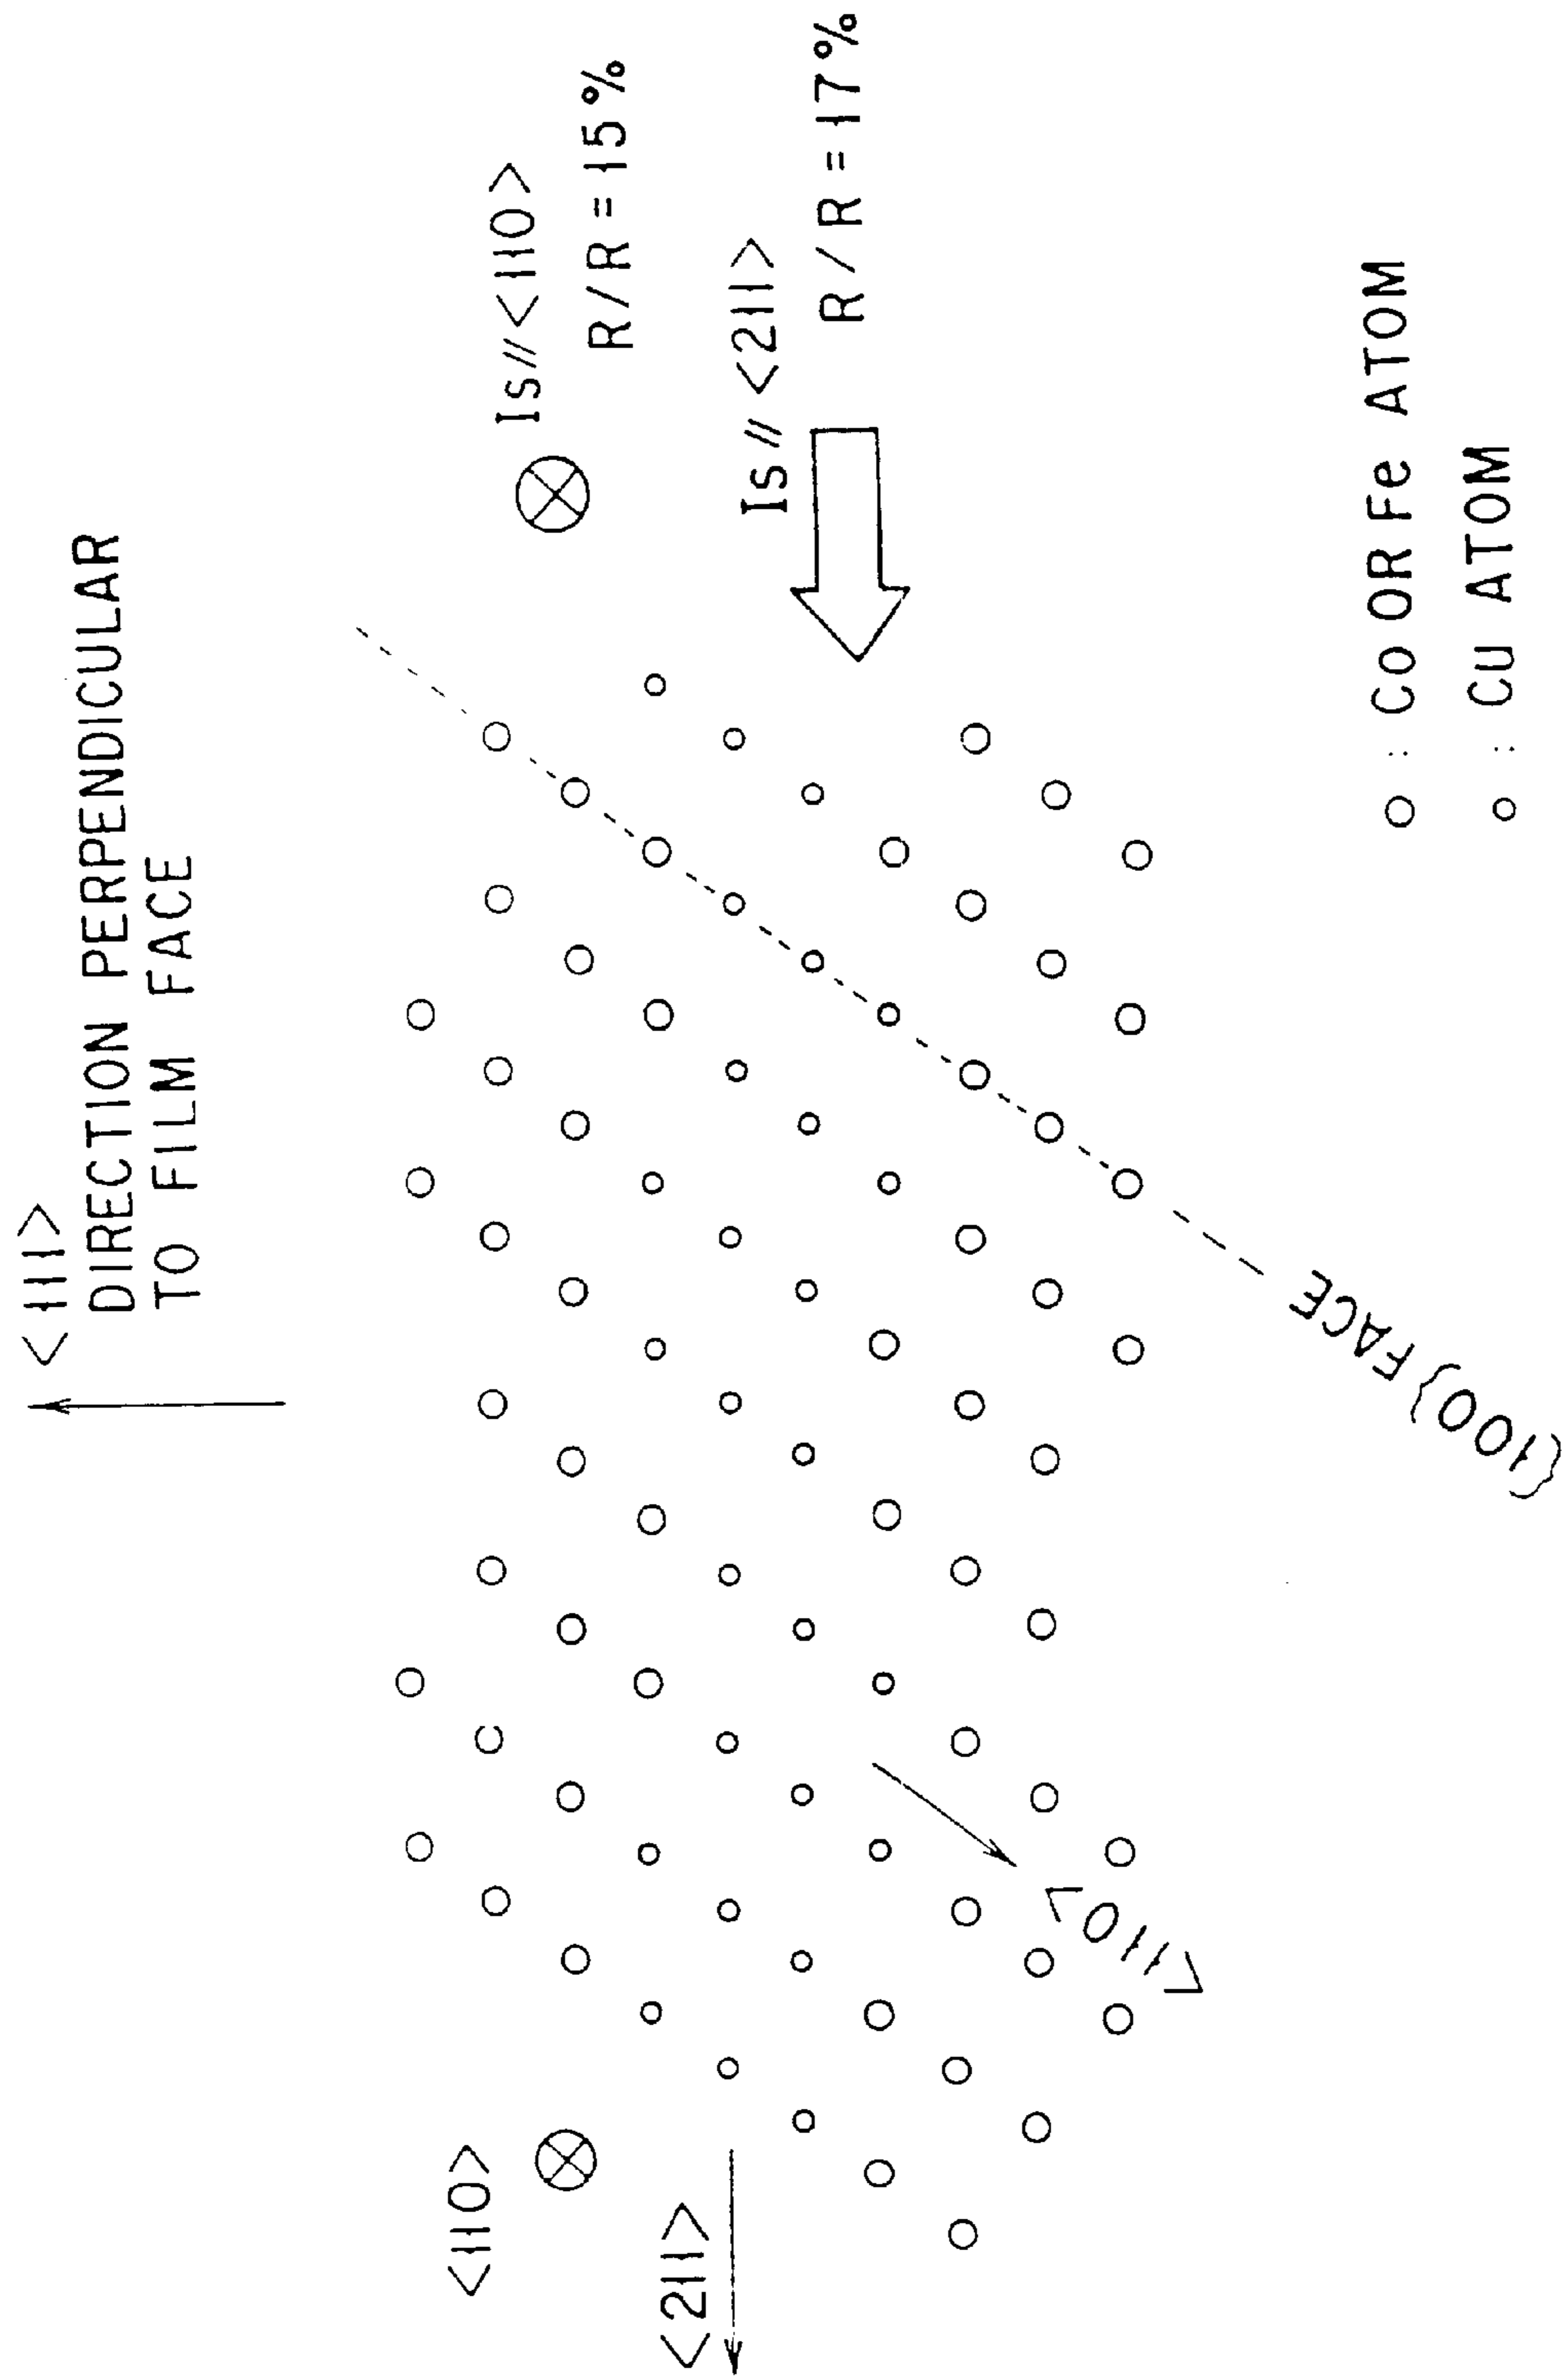 <111>
DIRECTION PERPENDICULAR
TO FILM FACE
<110>
<211>
Is//<110>
R/R=15%
Is//<211>
R/R=17%
<110>
{100} FACE
○ : Co OR Fe ATOM
○ : Cu ATOM